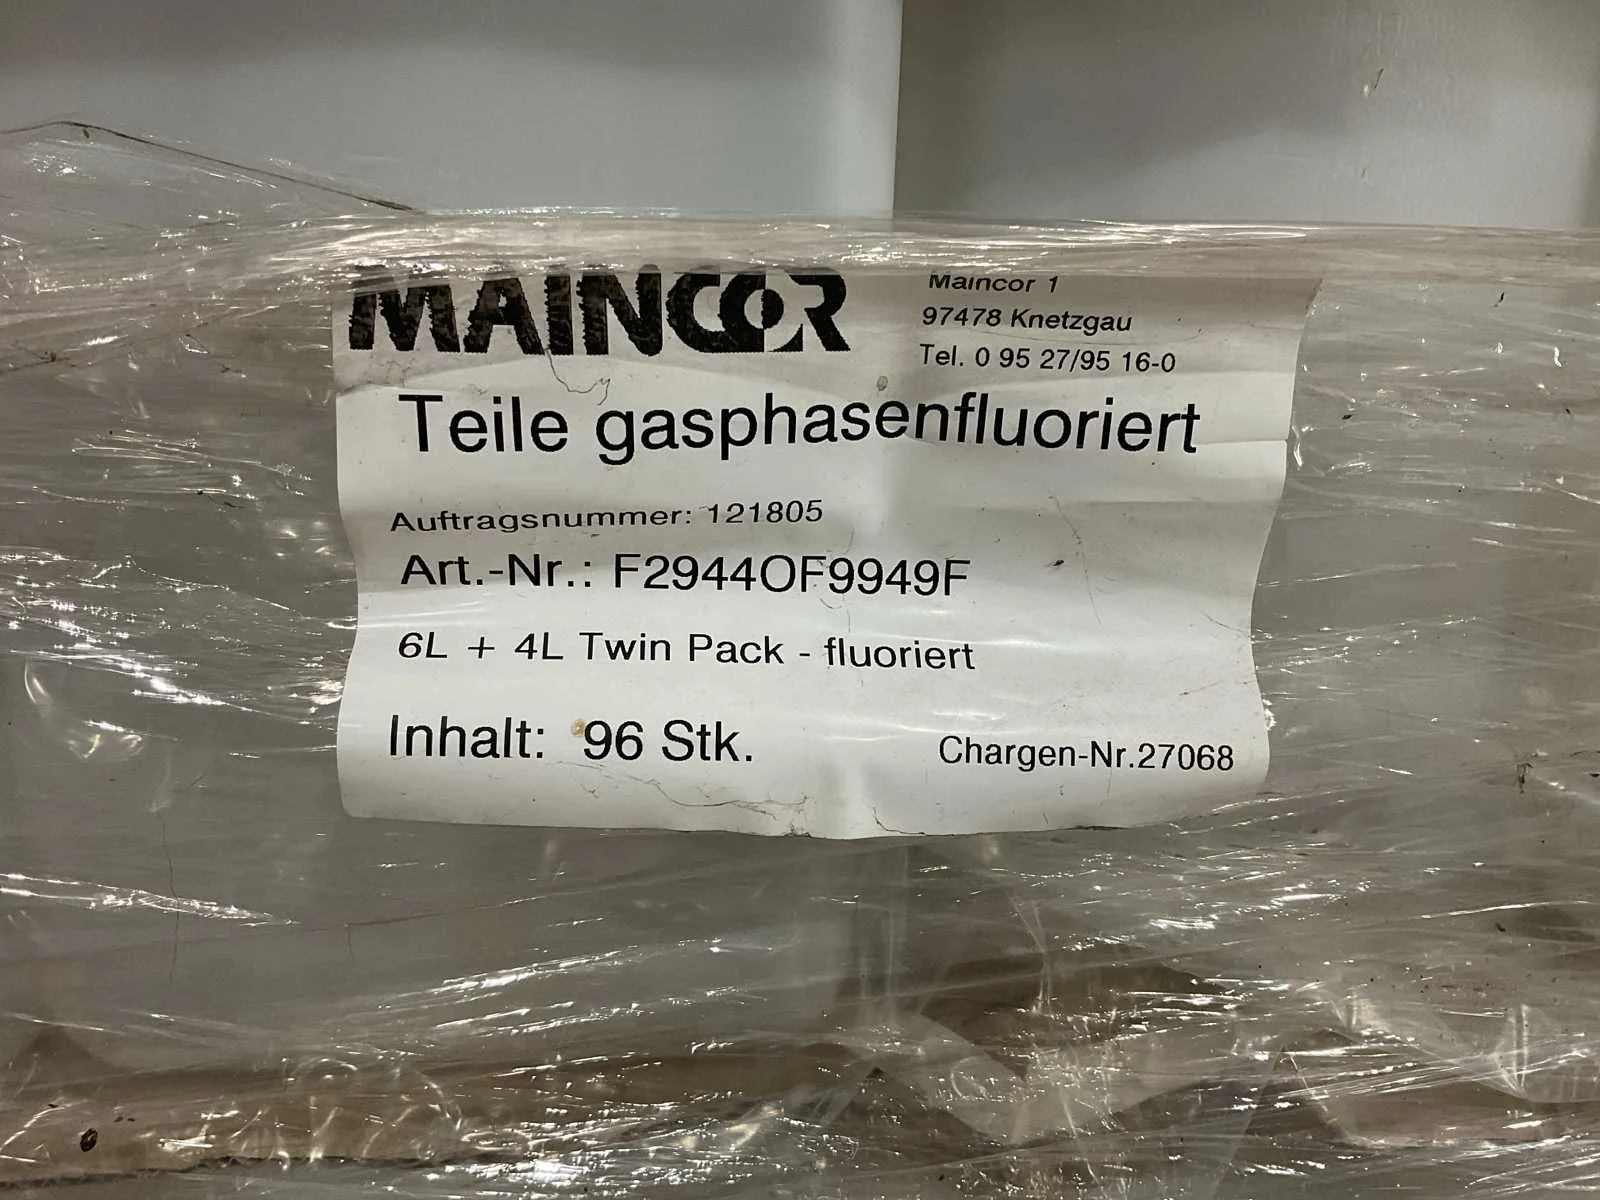 MAINCOR
Maincor 1
97478 Knetzgau
Tel. 0 95 27/95 16-0
Teile gasphasenfluoriert
Auftragsnummer: 121805
Art.-Nr.: F2944OF9949F
6L + 4L Twin Pack - fluoriert
Inhalt: 96 Stk.
Chargen-Nr.27068